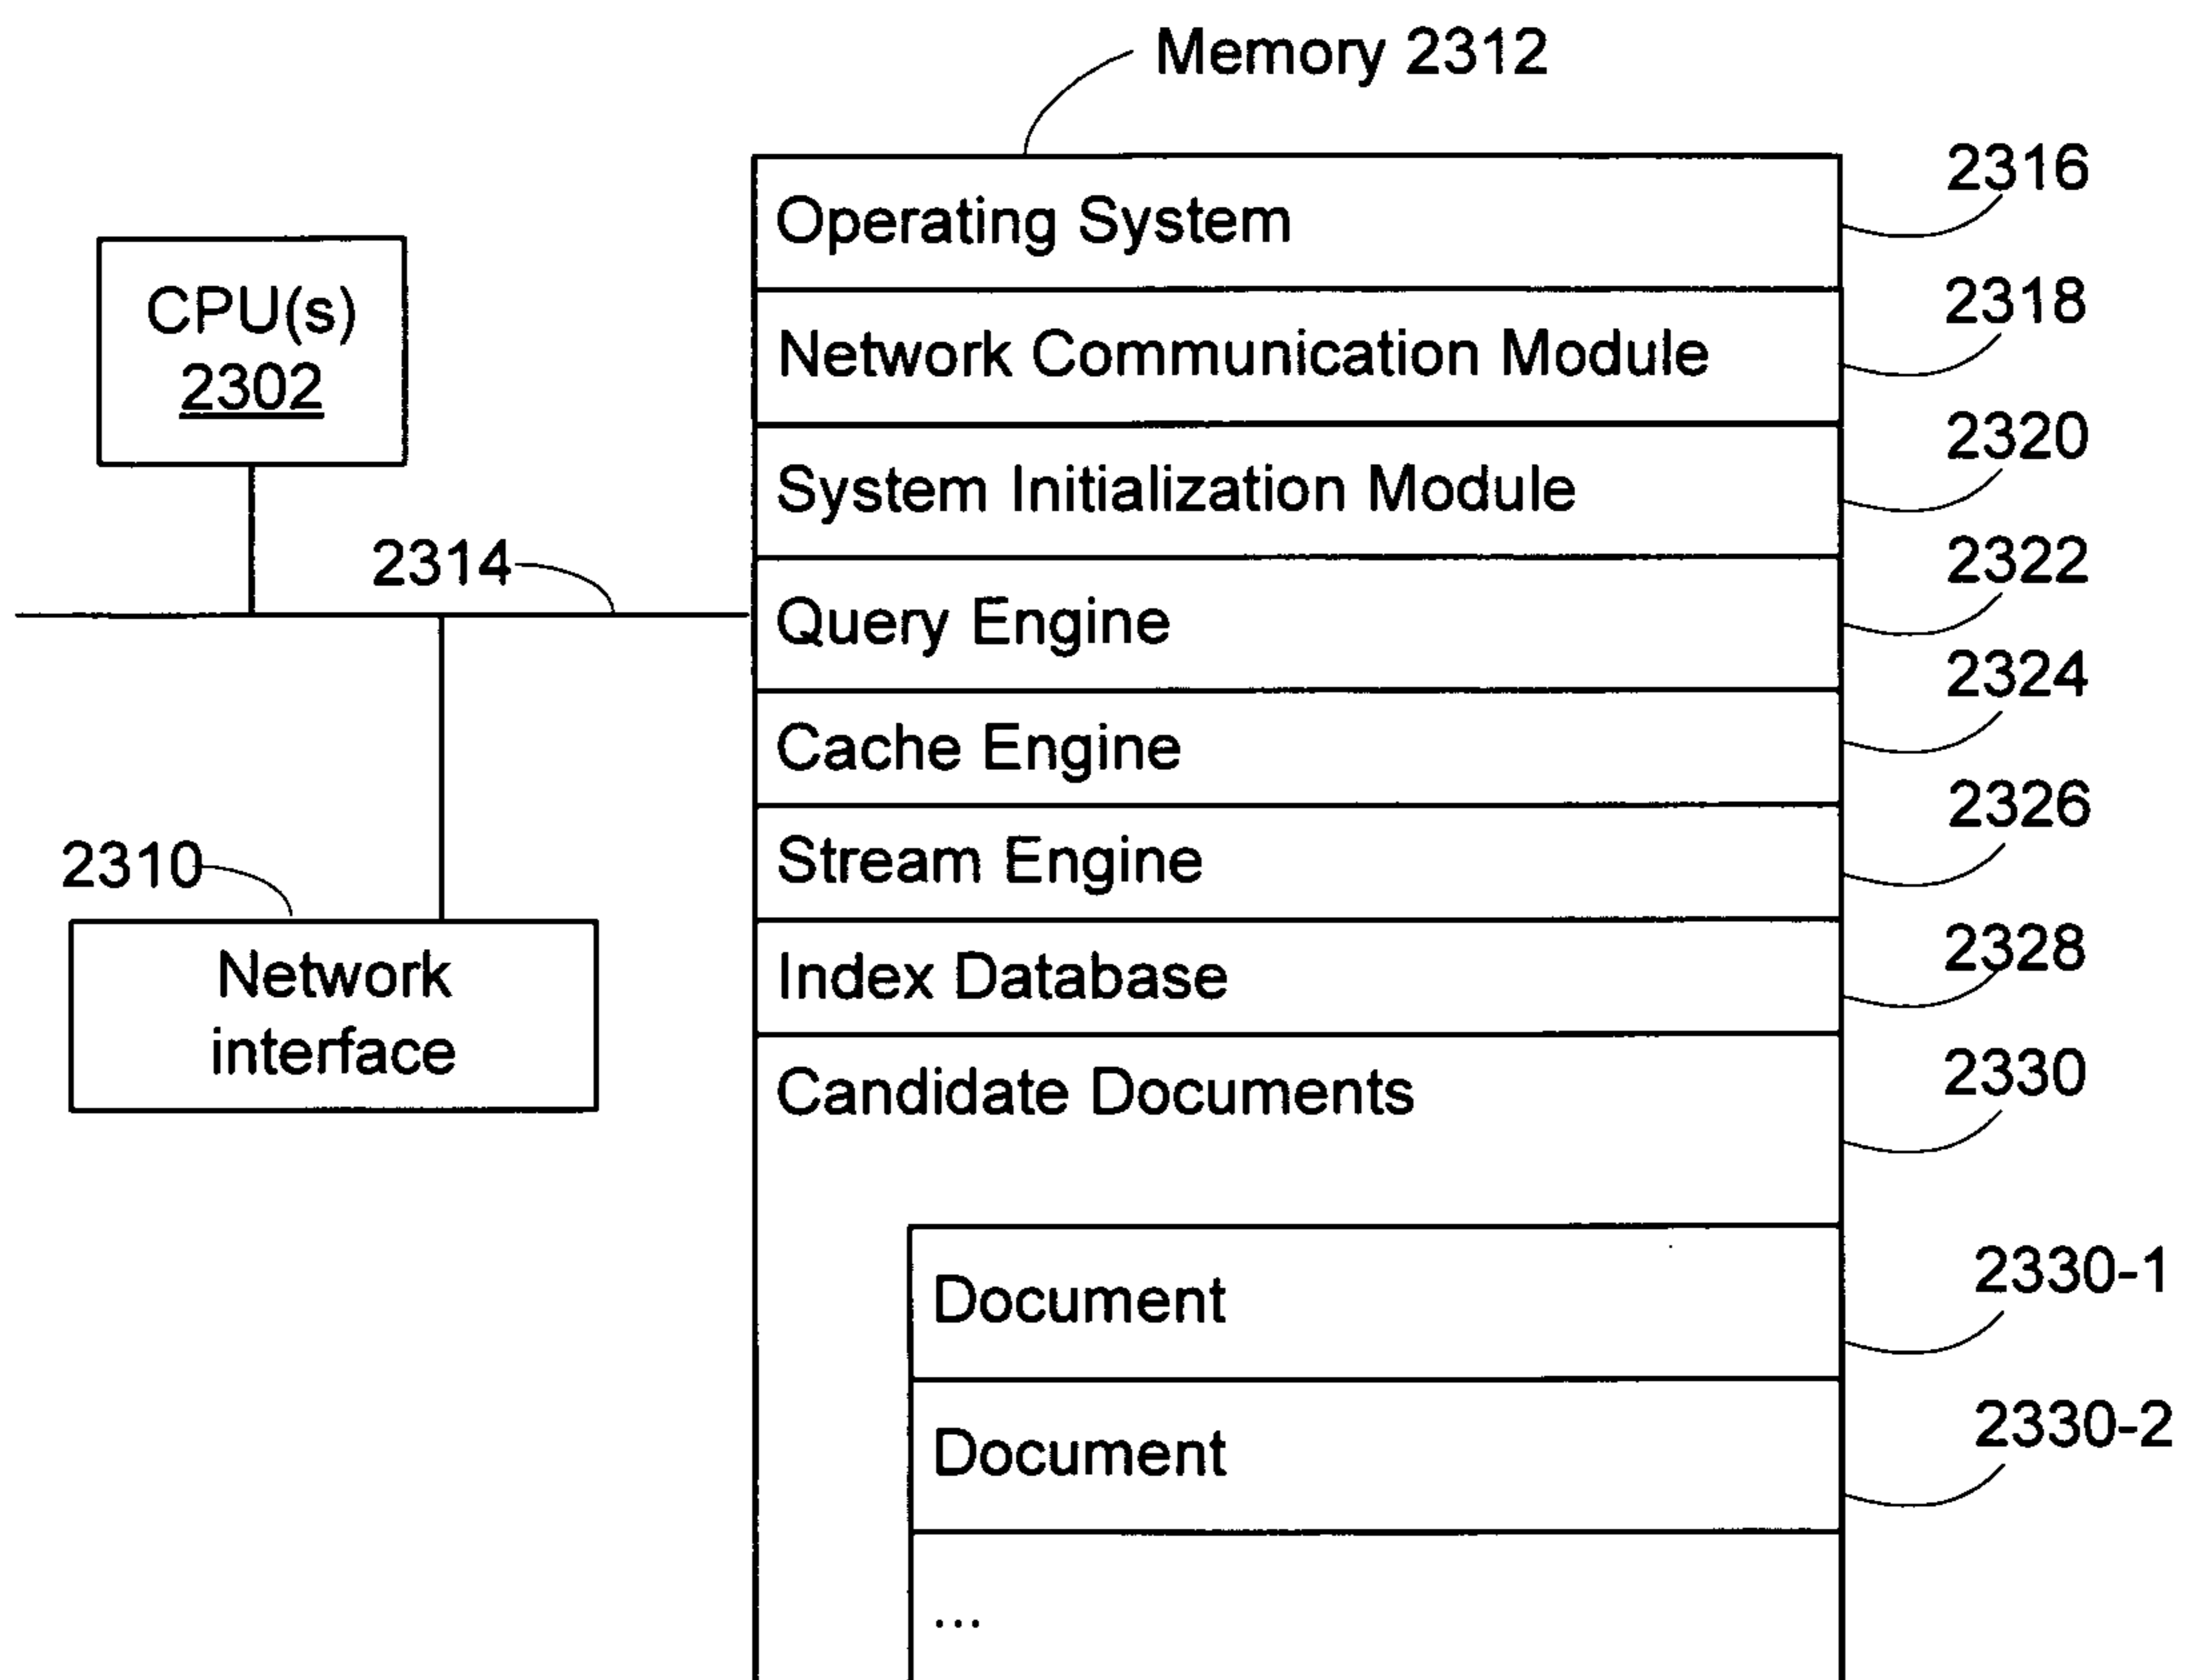 Memory 2312
Operating System
2316
CPU(s)
2302
Network Communication Module
2318
System Initialization Module
2320
2314
Query Engine
2322
Cache Engine
2324
2310
Stream Engine
2326
Network
interface
Index Database
2328
Candidate Documents
2330
Document
2330-1
Document
2330-2
...